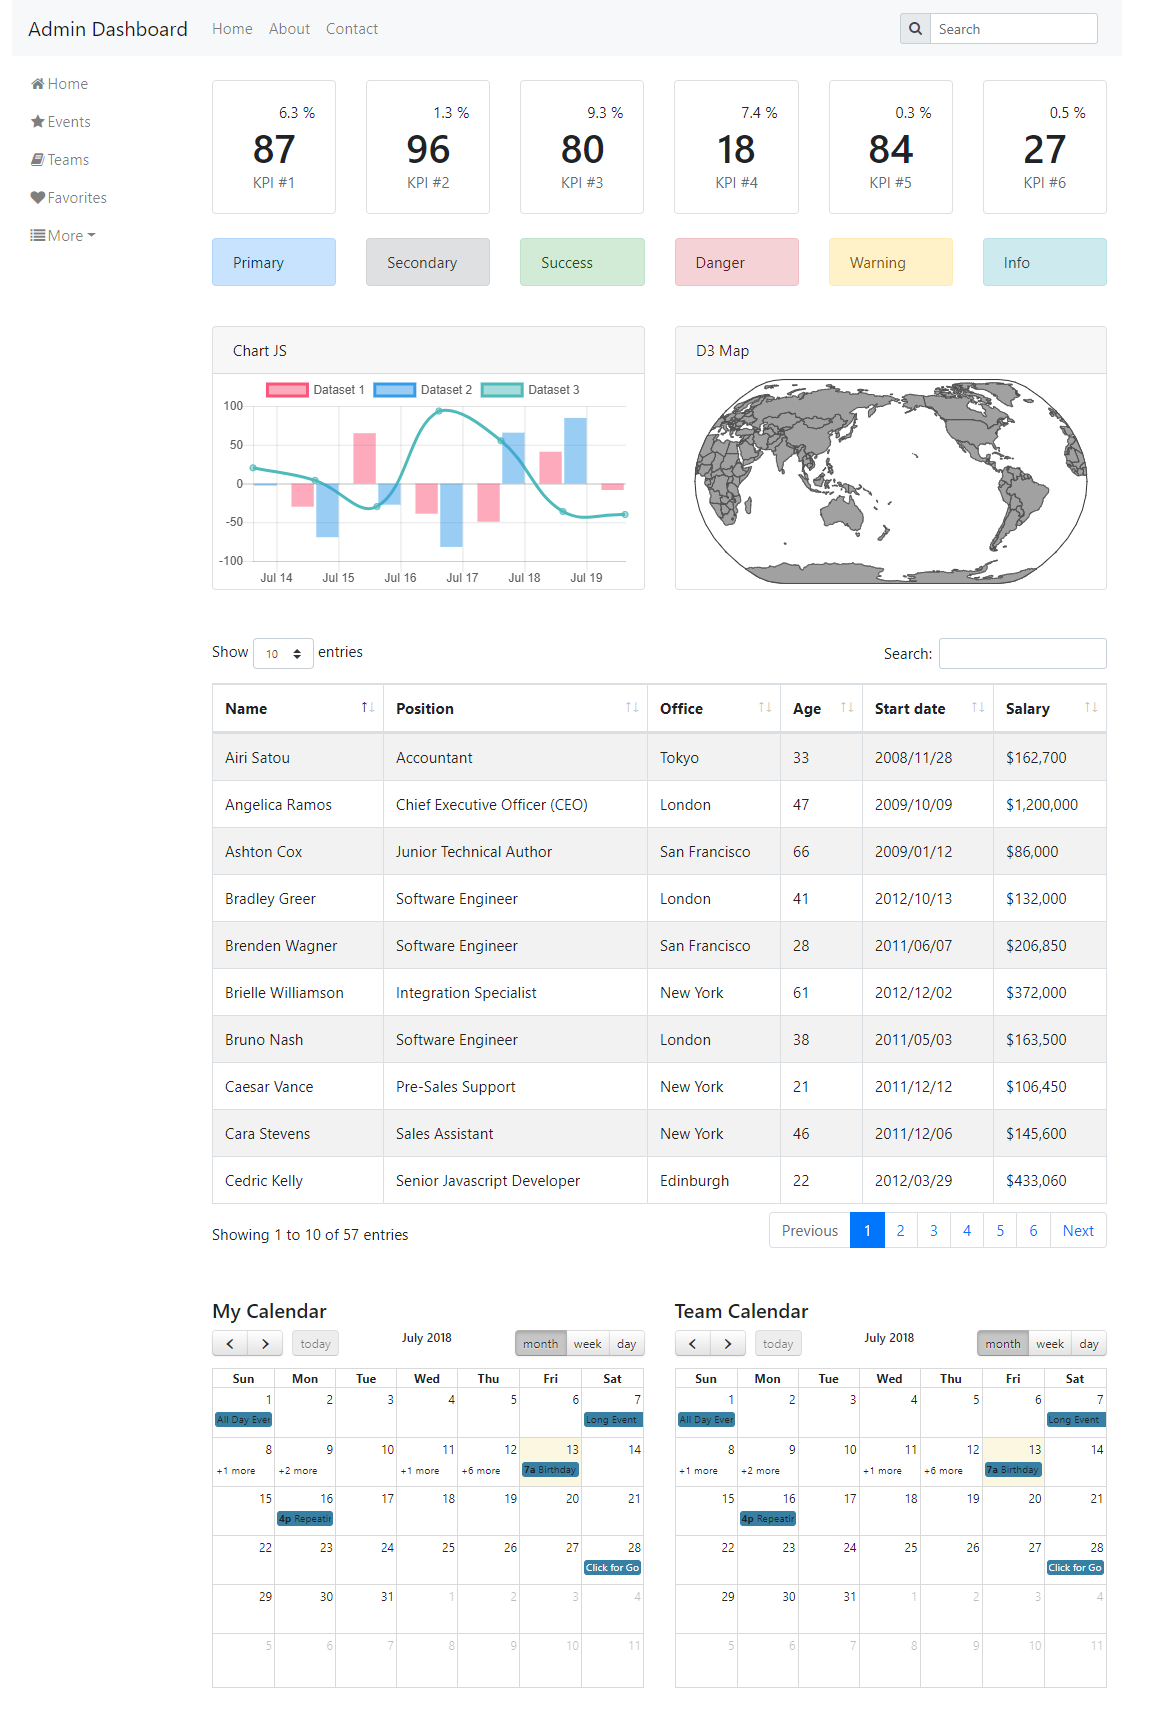 Admin Dashboard Home About Contact Search
Home
Events
Teams
Favorites
More
6.3 % 1.3 % 9.3 % 7.4 % 0.3 % 0.5 %
87 96 80 18 84 27
KPI #1 KPI #2 KPI #3 KPI #4 KPI #5 KPI #6
Primary Secondary Success Danger Warning Info
Chart JS
Dataset 1 Dataset 2 Dataset 3
100
50
0
-50
-100
Jul 14 Jul 15 Jul 16 Jul 17 Jul 18 Jul 19
D3 Map
Show 10 entries Search:
Name Position Office Age Start date Salary
Airi Satou Accountant Tokyo 33 2008/11/28 $162,700
Angelica Ramos Chief Executive Officer (CEO) London 47 2009/10/09 $1,200,000
Ashton Cox Junior Technical Author San Francisco 66 2009/01/12 $86,000
Bradley Greer Software Engineer London 41 2012/10/13 $132,000
Brenden Wagner Software Engineer San Francisco 28 2011/06/07 $206,850
Brielle Williamson Integration Specialist New York 61 2012/12/02 $372,000
Bruno Nash Software Engineer London 38 2011/05/03 $163,500
Caesar Vance Pre-Sales Support New York 21 2011/12/12 $106,450
Cara Stevens Sales Assistant New York 46 2011/12/06 $145,600
Cedric Kelly Senior Javascript Developer Edinburgh 22 2012/03/29 $433,060
Showing 1 to 10 of 57 entries Previous 1 2 3 4 5 6 Next
My Calendar
today July 2018 month week day
Sun Mon Tue Wed Thu Fri Sat
1 2 3 4 5 6 7
All Day Ever Long Event
8 9 10 11 12 13 14
+1 more +2 more +1 more +6 more 7a Birthday
15 16 17 18 19 20 21
4p Repeatin
22 23 24 25 26 27 28
Click for Go
29 30 31 1 2 3 4
5 6 7 8 9 10 11
Team Calendar
today July 2018 month week day
Sun Mon Tue Wed Thu Fri Sat
1 2 3 4 5 6 7
All Day Ever Long Event
8 9 10 11 12 13 14
+1 more +2 more +1 more +6 more 7a Birthday
15 16 17 18 19 20 21
4p Repeatin
22 23 24 25 26 27 28
Click for Go
29 30 31 1 2 3 4
5 6 7 8 9 10 11